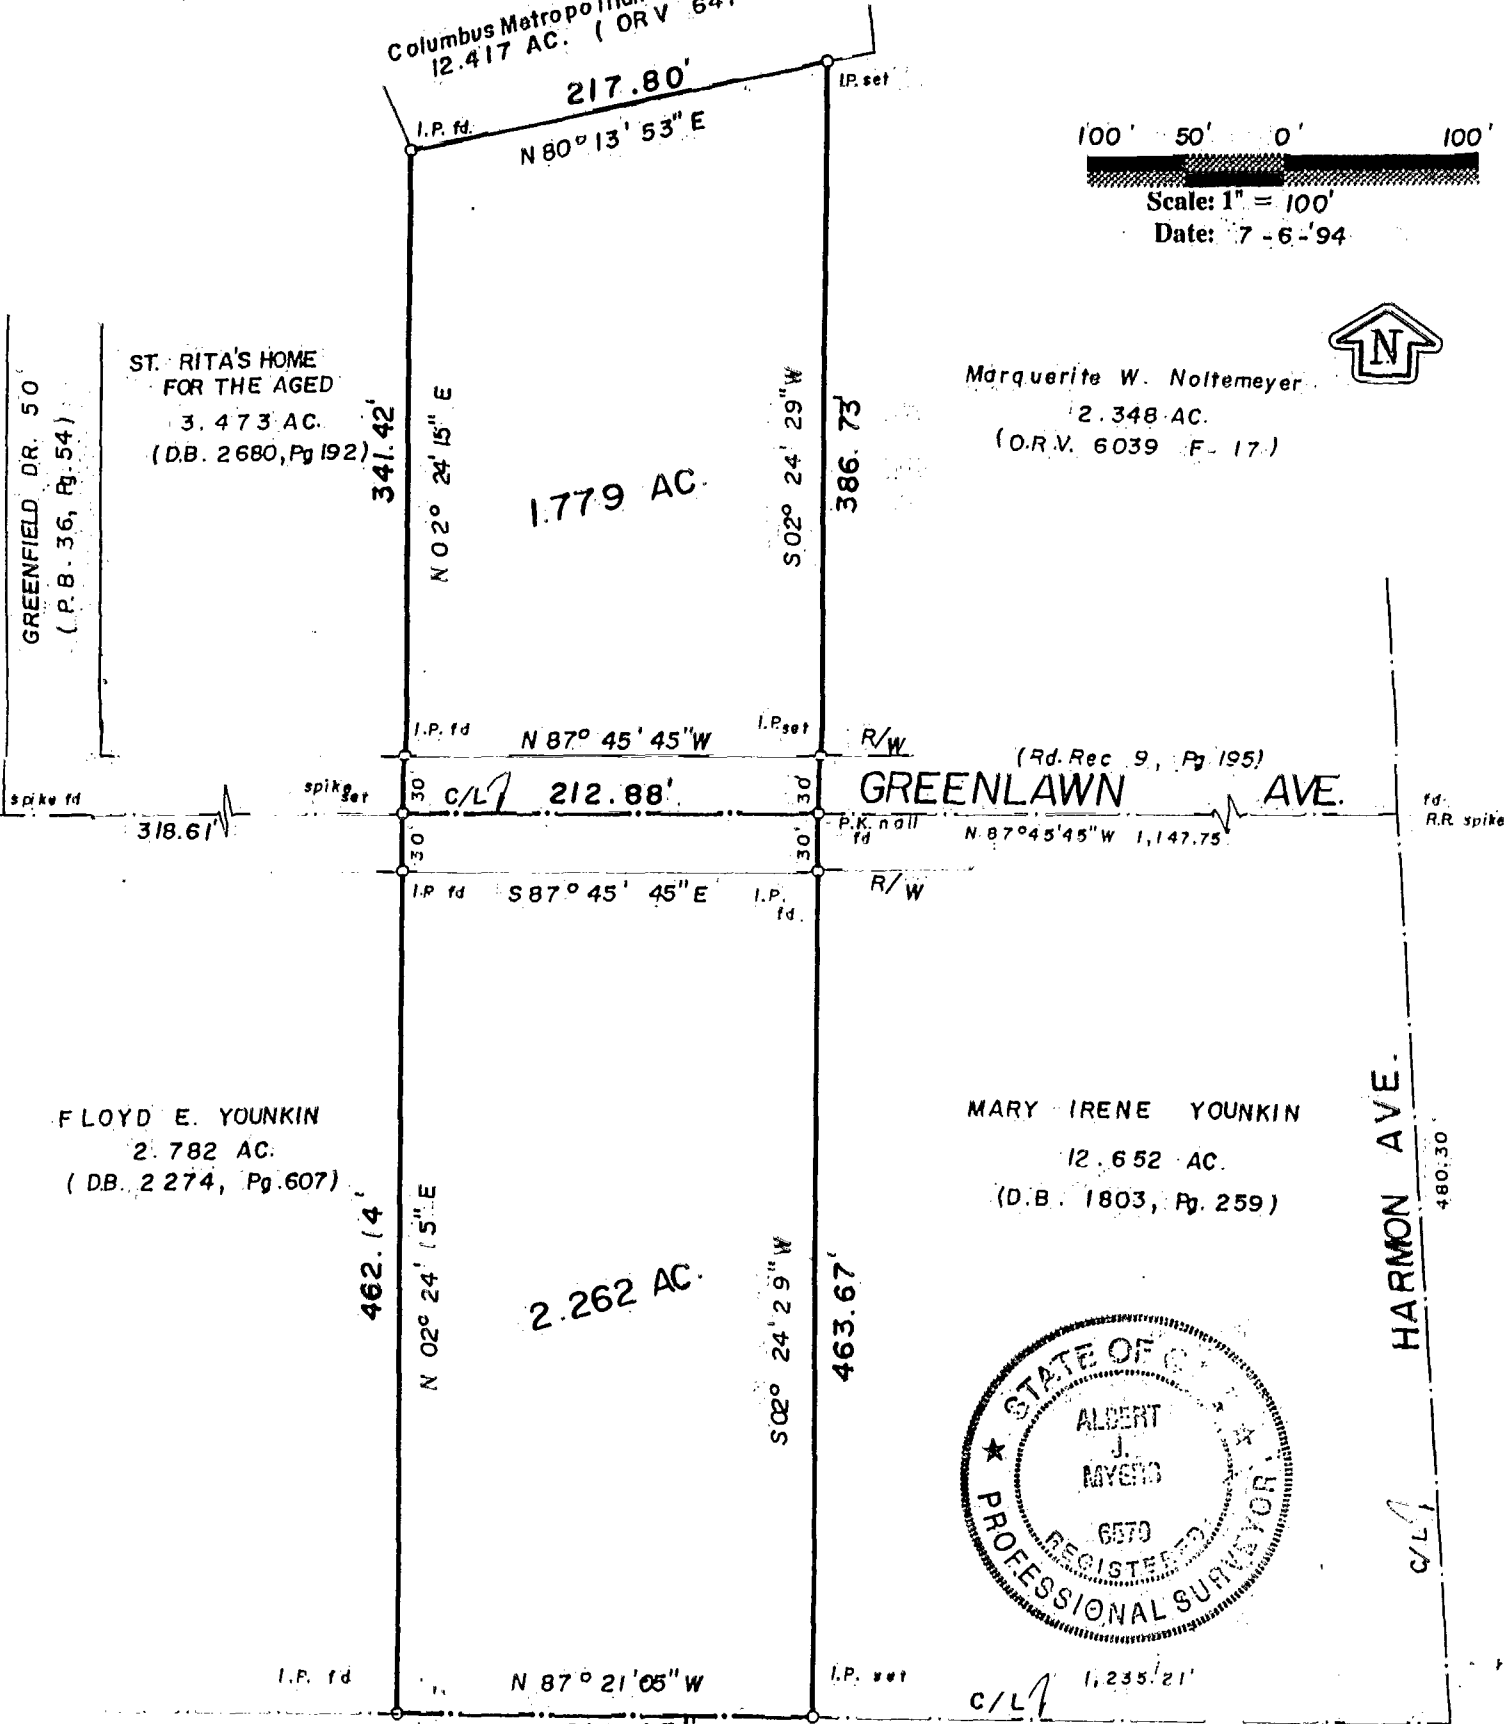 Columbus Metropolitan
12.417 AC. ( ORV 641
217.80'
I.P. fd.
I.P. set
N 80° 13' 53" E
100' 50' 0' 100'
Scale: 1" = 100'
Date: 7-6-'94
N
ST. RITA'S HOME
FOR THE AGED
3.473 AC.
(D.B. 2680, Pg 192)
GREENFIELD DR. 50'
(P.B. 36, Pg. 54)
341.42'
N 02° 24' 15" E
1.779 AC.
S 02° 24' 29" W
386.73'
Marguerite W. Noltemeyer
2.348 AC.
(O.R.V. 6039 F-17)
I.P. fd
N 87° 45' 45" W
I.P. set
R/W
(Rd. Rec 9, Pg 195)
spike fd
318.61'
spike set
30'
C/L
212.88'
30'
GREENLAWN AVE.
fd.
R.R. spike
P.K. nail
fd
N 87° 45' 45" W 1,147.75
30'
30'
I.P. fd
S 87° 45' 45" E
I.P.
fd.
R/W
FLOYD E. YOUNKIN
2.782 AC.
(D.B. 2274, Pg. 607)
462.14'
N 02° 24' 15" E
2.262 AC.
S 02° 24' 29" W
463.67'
MARY IRENE YOUNKIN
12.652 AC.
(D.B. 1803, Pg. 259)
HARMON AVE.
480.30'
STATE OF
ALBERT
J.
MYERS
6570
REGISTERED
PROFESSIONAL SURVEYOR
C/L
I.P. fd
N 87° 21' 05" W
I.P. set
C/L
1,235.21'